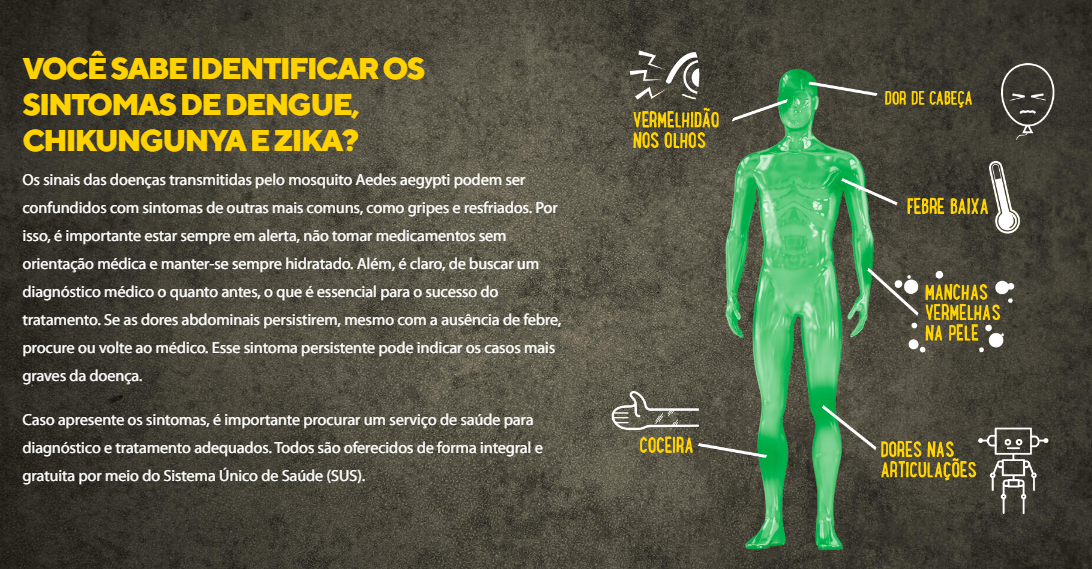 VOCÊ SABE IDENTIFICAR OS
SINTOMAS DE DENGUE,
CHIKUNGUNYA E ZIKA?
Os sinais das doenças transmitidas pelo mosquito Aedes aegypti podem ser
confundidos com sintomas de outras mais comuns, como gripes e resfriados. Por
isso, é importante estar sempre em alerta, não tomar medicamentos sem
orientação médica e manter-se sempre hidratado. Além, é claro, de buscar um
diagnóstico médico o quanto antes, o que é essencial para o sucesso do
tratamento. Se as dores abdominais persistirem, mesmo com a ausência de febre,
procure ou volte ao médico. Esse sintoma persistente pode indicar os casos mais
graves da doença.
Caso apresente os sintomas, é importante procurar um serviço de saúde para
diagnóstico e tratamento adequados. Todos são oferecidos de forma integral e
gratuita por meio do Sistema Único de Saúde (SUS).
VERMELHIDÃO
NOS OLHOS
DOR DE CABEÇA
FEBRE BAIXA
MANCHAS
VERMELHAS
NA PELE
COCEIRA
DORES NAS
ARTICULAÇÕES